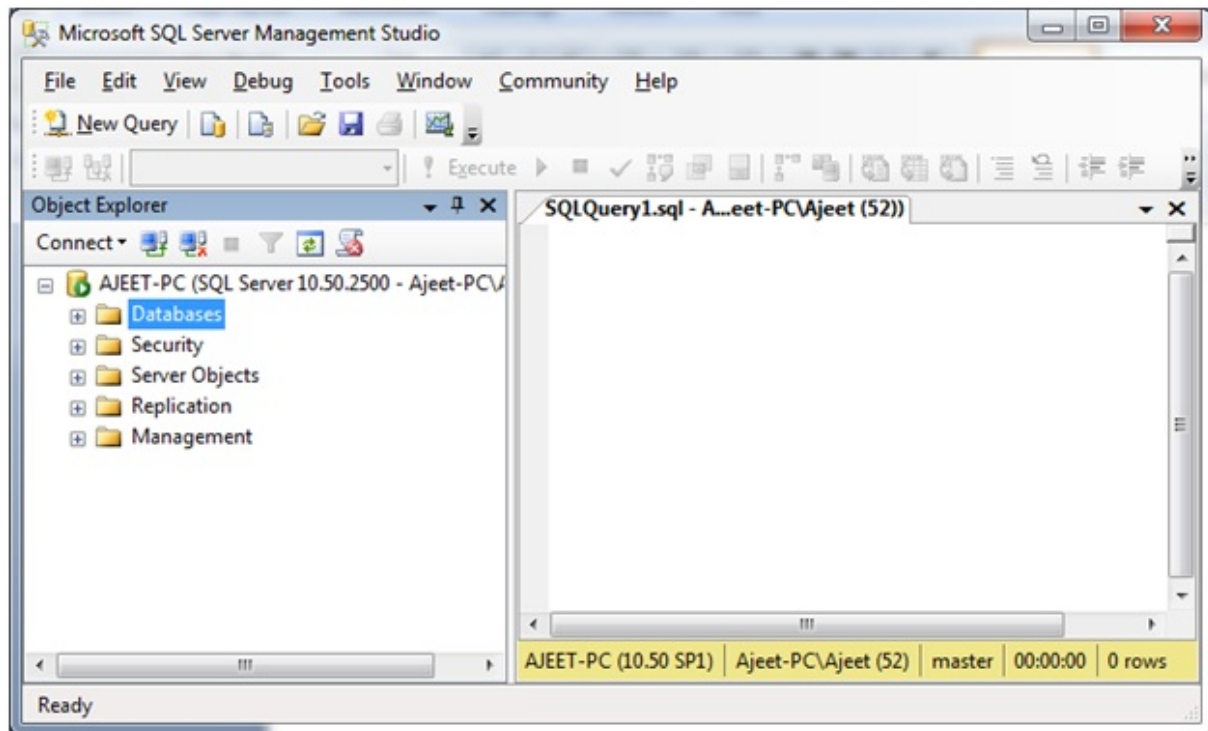 Microsoft SQL Server Management Studio
File Edit View Debug Tools Window Community Help
New Query
Execute
Object Explorer
SQLQuery1.sql - A...eet-PC\Ajeet (52))
Connect
AJEET-PC (SQL Server 10.50.2500 - Ajeet-PC\A
Databases
Security
Server Objects
Replication
Management
AJEET-PC (10.50 SP1) Ajeet-PC\Ajeet (52) master 00:00:00 0 rows
Ready